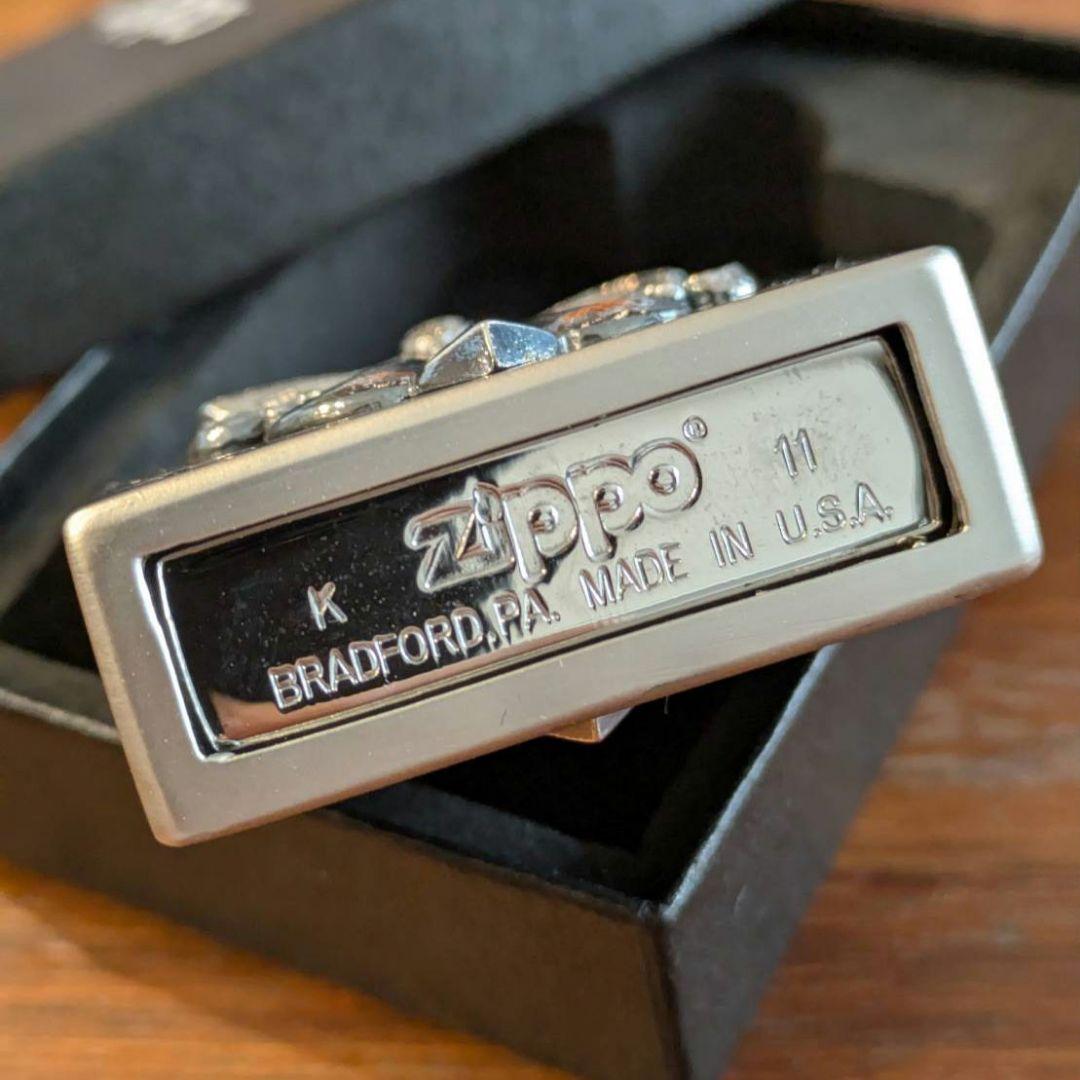 Zippo®
K 11
BRADFORD,PA. MADE IN U.S.A.